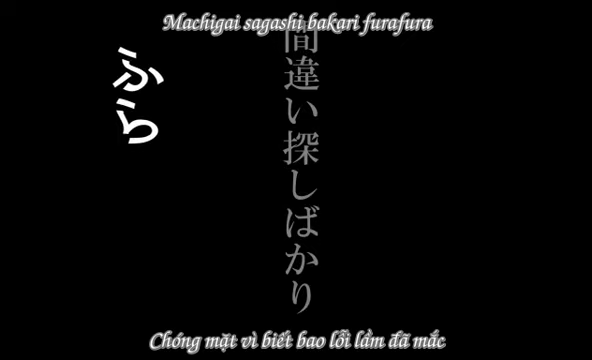 Machigai sagashi bakari furafura
間違い探しばかり
ふら
Chóng mặt vì biết bao lỗi lầm đã mắc